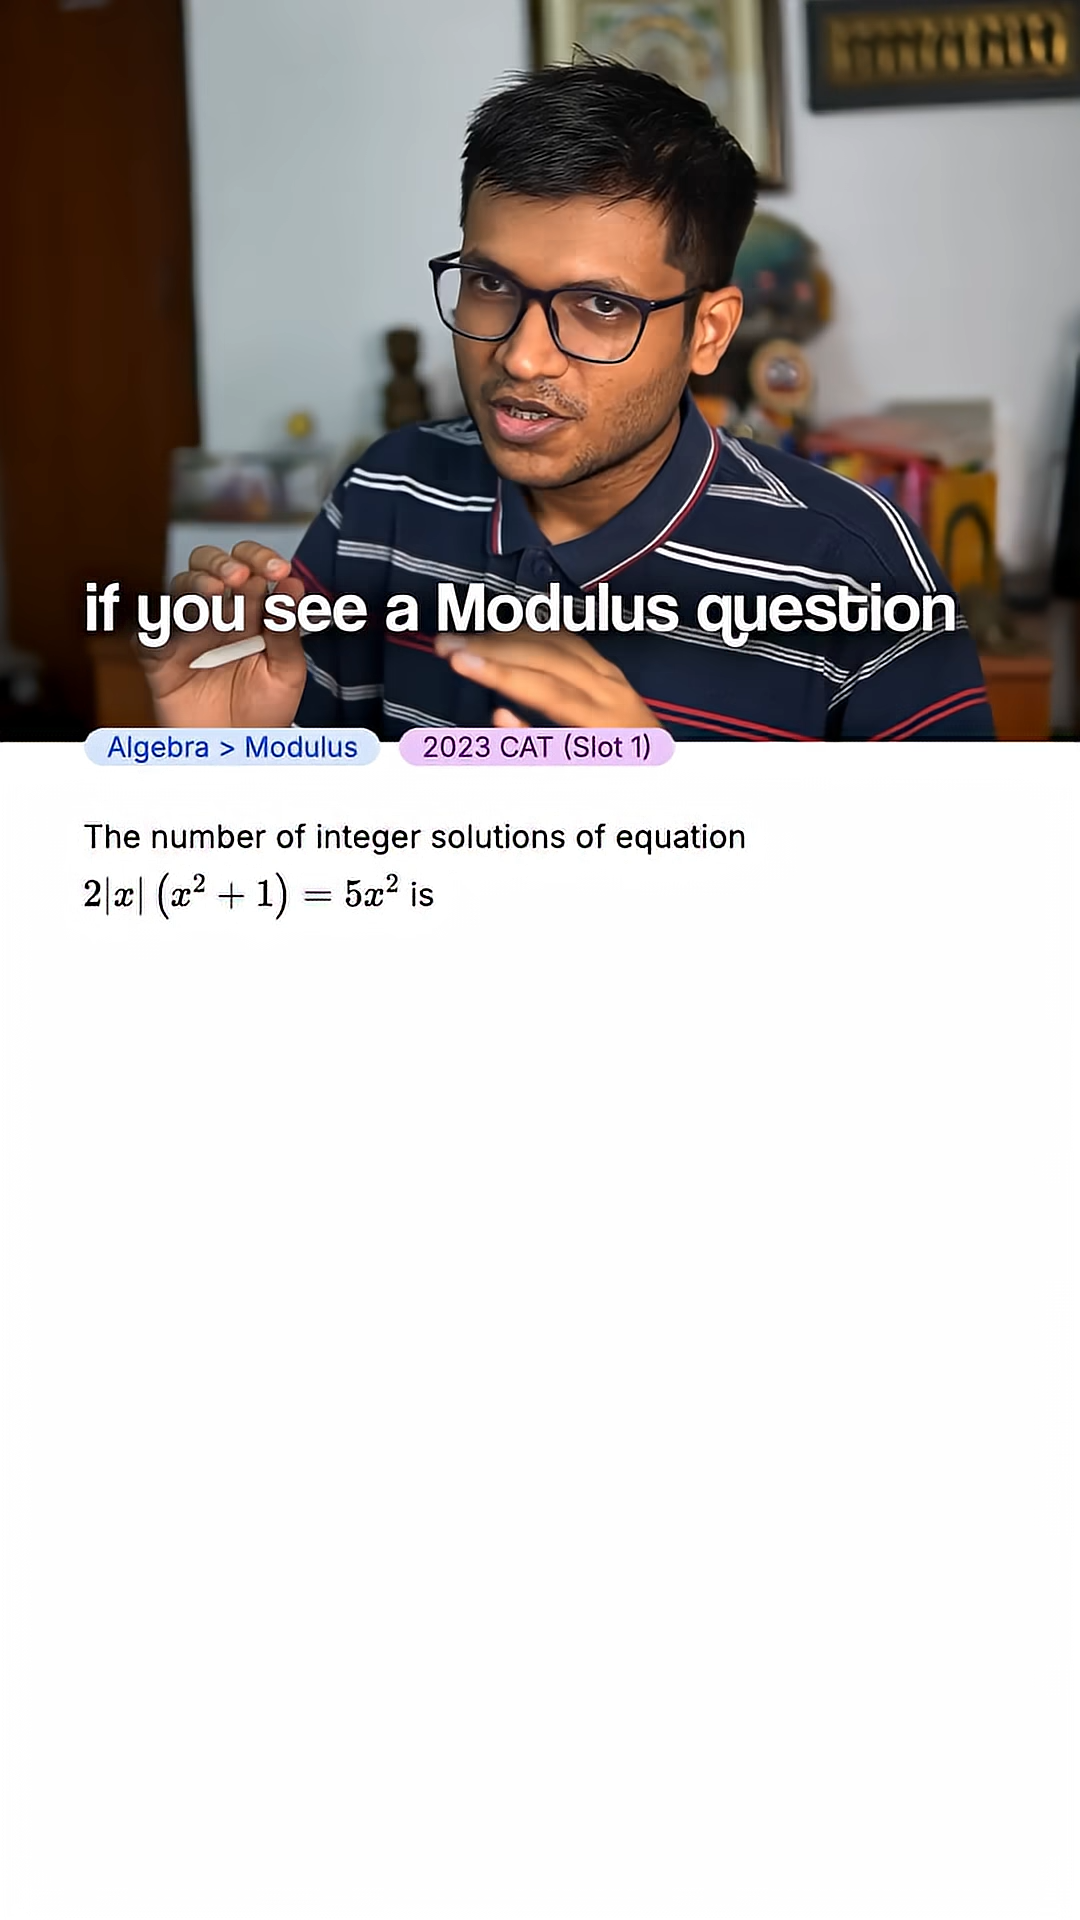 if you see a Modulus question
Algebra > Modulus 2023 CAT (Slot 1)
The number of integer solutions of equation
2|x| (x² + 1) = 5x² is